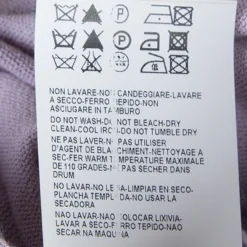 NON LAVARE-NON CANDEGGIARE-LAVARE
A SECCO-FERRO TIEPIDO-NON
ASCIUGARE IN TAMBURO
DO NOT WASH-DO NOT BLEACH-DRY
CLEAN-COOL IRON-DO NOT TUMBLE DRY
NE PAS LAVER-NE PAS UTILISER
D'AGENT DE BLANCHIMENT-NETTOYAGE A
SEC-FER WARM TEMPERATURE MAXIMALE
DE 110 GRADES-NE PAS SECHER DANS
DRUM
NO LAVAR-NO LEJIA-LIMPIAR EN SECO-
PLANCHA TEMPLADA-NO USAR LA
SECADORA
NAO LAVAR-NAO COLOCAR LIXIVIA-
LAVAR A SECO-FERRO TEPIDO-NAO
SECAR NA MAQUINA